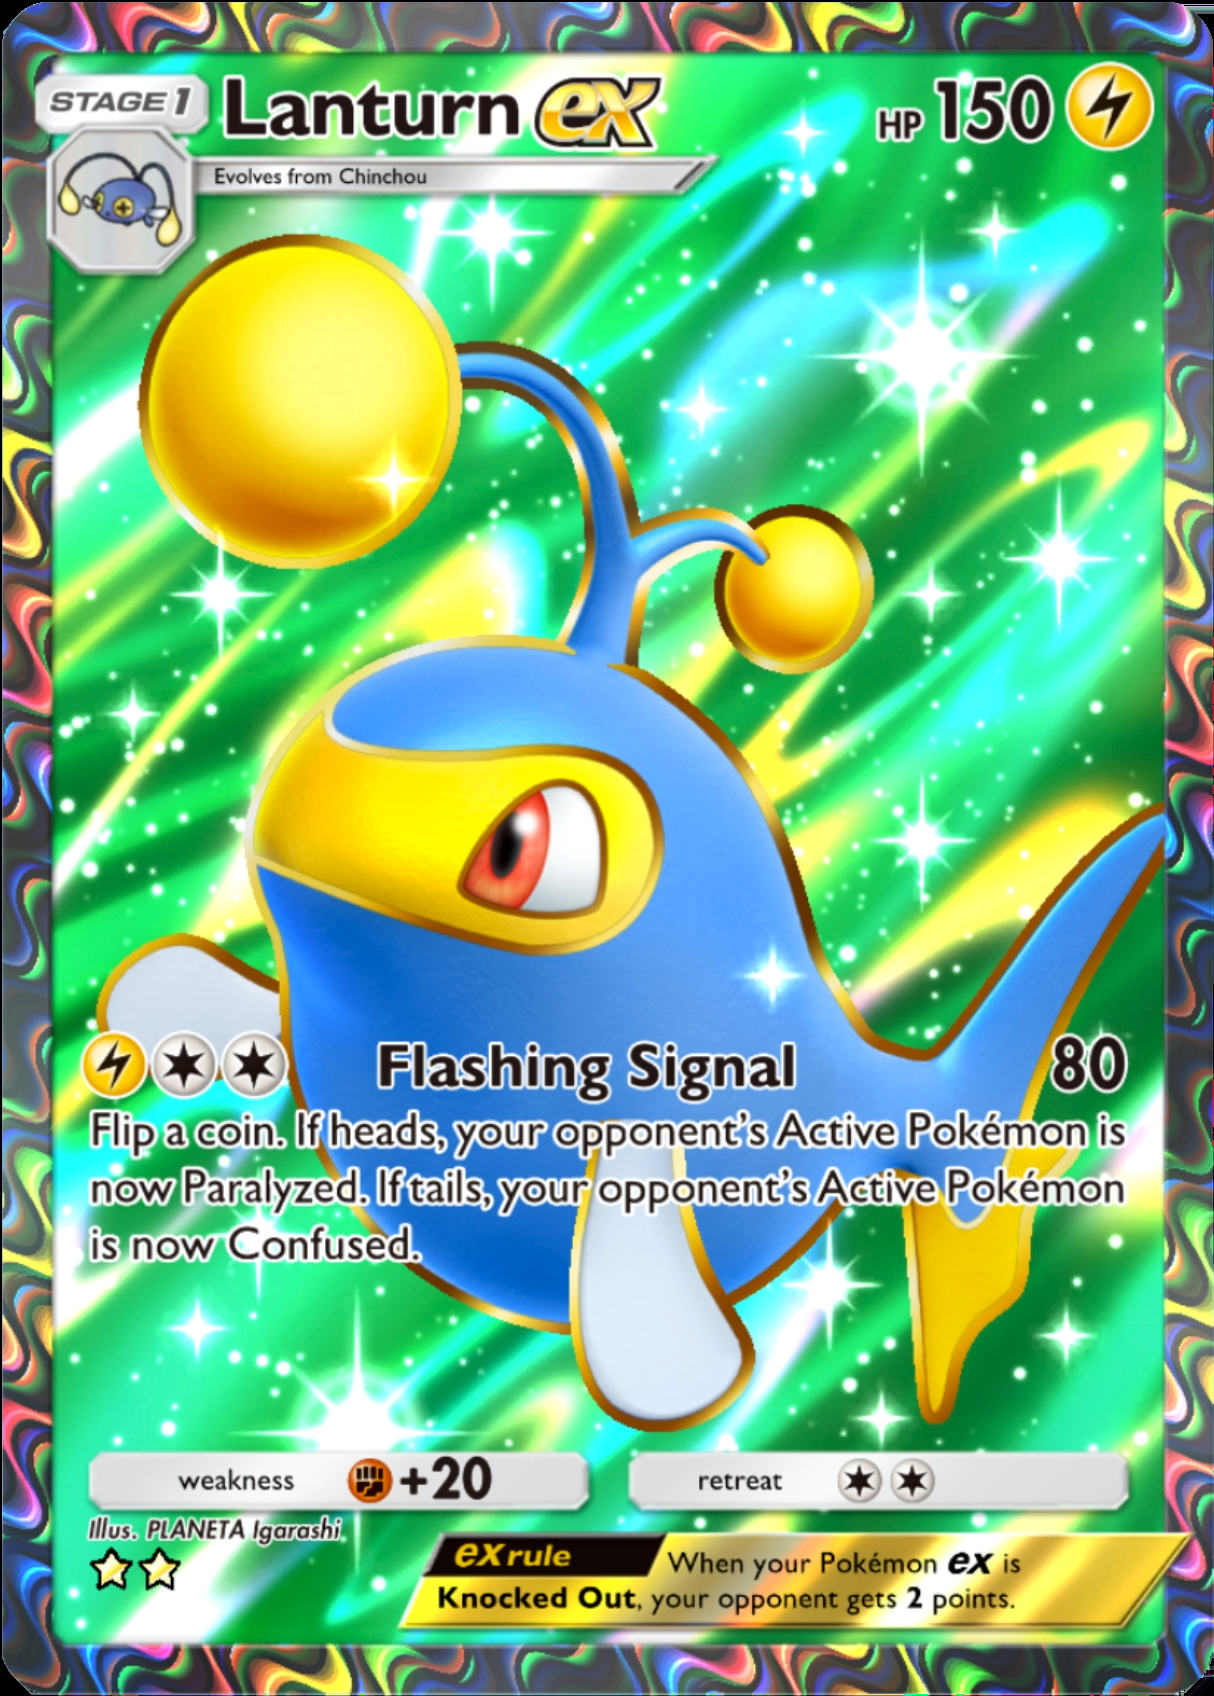 STAGE 1
Lanturn ex
HP 150
Evolves from Chinchou
Flashing Signal 80
Flip a coin. If heads, your opponent's Active Pokémon is
now Paralyzed. If tails, your opponent's Active Pokémon
is now Confused.
weakness +20
retreat
Illus. PLANETA Igarashi
ex rule When your Pokémon ex is
Knocked Out, your opponent gets 2 points.